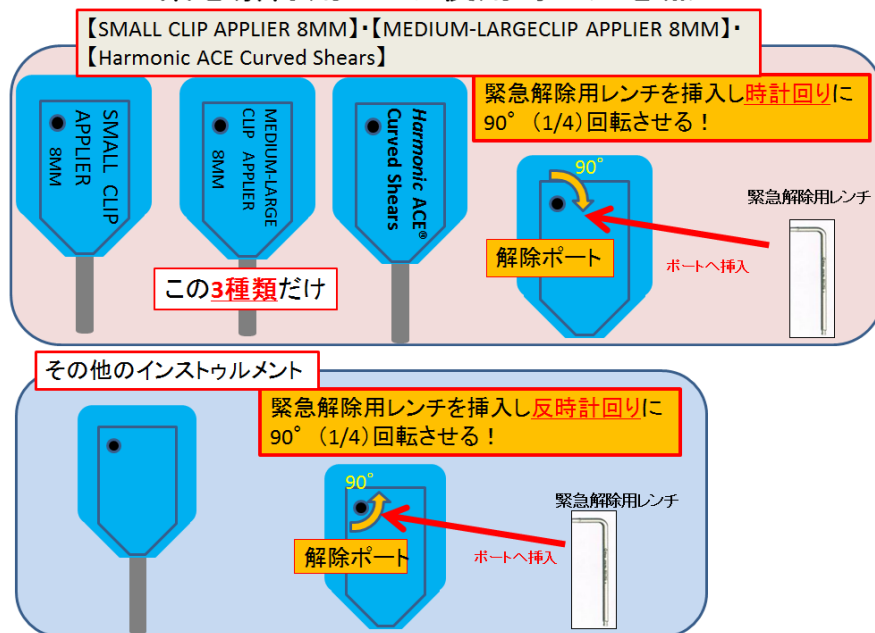 【SMALL CLIP APPLIER 8MM】・【MEDIUM-LARGECLIP APPLIER 8MM】・
【Harmonic ACE Curved Shears】
SMALL CLIP
APPLIER
8MM
MEDIUM-LARGE
CLIP APPLIER
8MM
Harmonic ACE®
Curved Shears
この3種類だけ
緊急解除用レンチを挿入し時計回りに
90°（1/4）回転させる！
90°
解除ポート
ポートへ挿入
緊急解除用レンチ
その他のインストゥルメント
緊急解除用レンチを挿入し反時計回りに
90°（1/4）回転させる！
90°
解除ポート
ポートへ挿入
緊急解除用レンチ